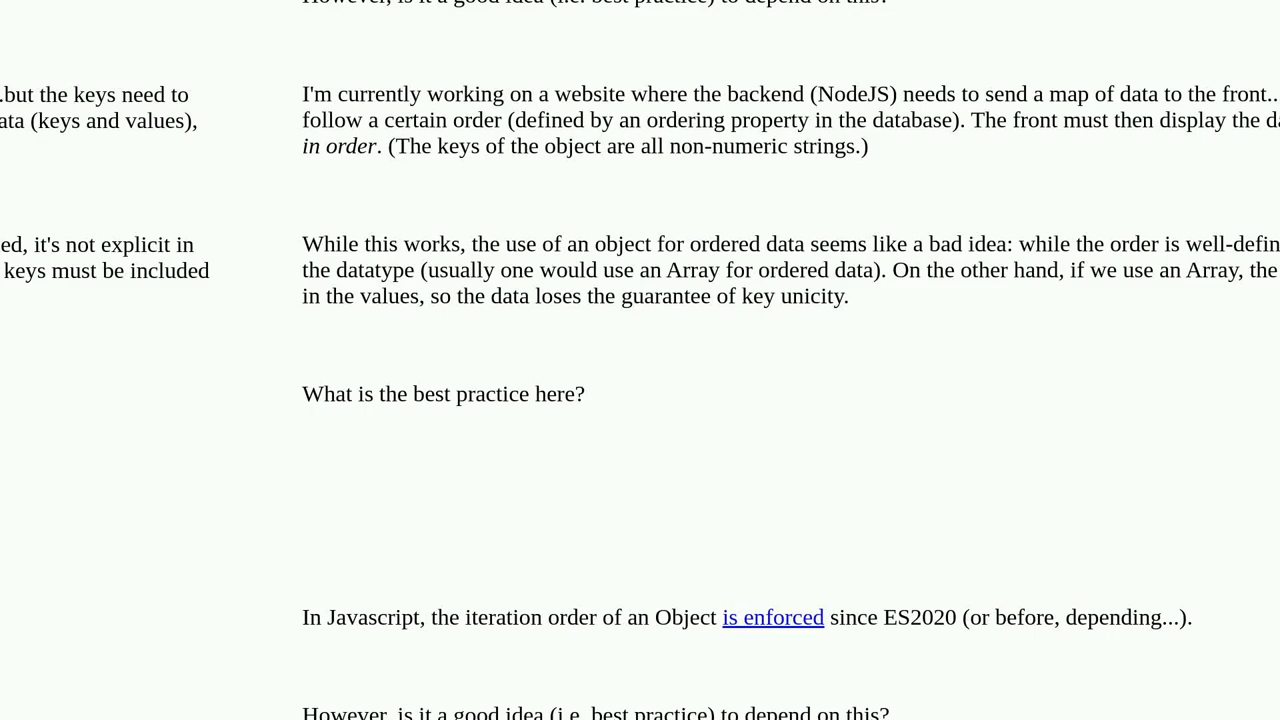 However, is it a good idea (i.e. best practice) to depend on this?
.but the keys need to
ata (keys and values),
I'm currently working on a website where the backend (NodeJS) needs to send a map of data to the front..
follow a certain order (defined by an ordering property in the database). The front must then display the da
in order. (The keys of the object are all non-numeric strings.)
ed, it's not explicit in
keys must be included
While this works, the use of an object for ordered data seems like a bad idea: while the order is well-defin
the datatype (usually one would use an Array for ordered data). On the other hand, if we use an Array, the
in the values, so the data loses the guarantee of key unicity.
What is the best practice here?
In Javascript, the iteration order of an Object is enforced since ES2020 (or before, depending...).
However, is it a good idea (i.e. best practice) to depend on this?